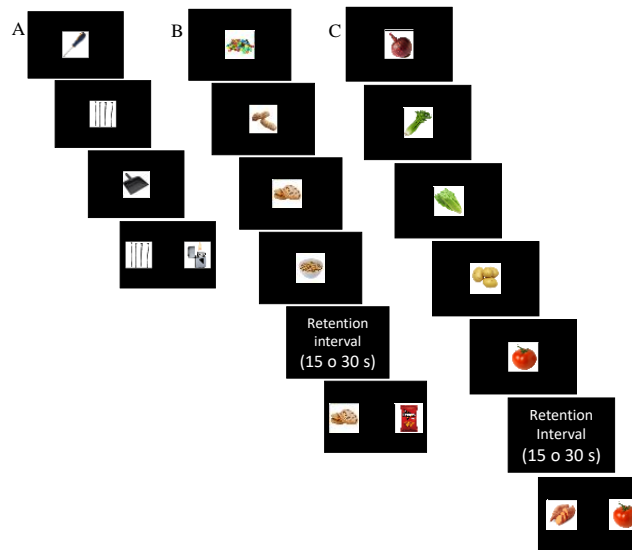 A
B
C
Retention
interval
(15 o 30 s)
Retention
Interval
(15 o 30 s)